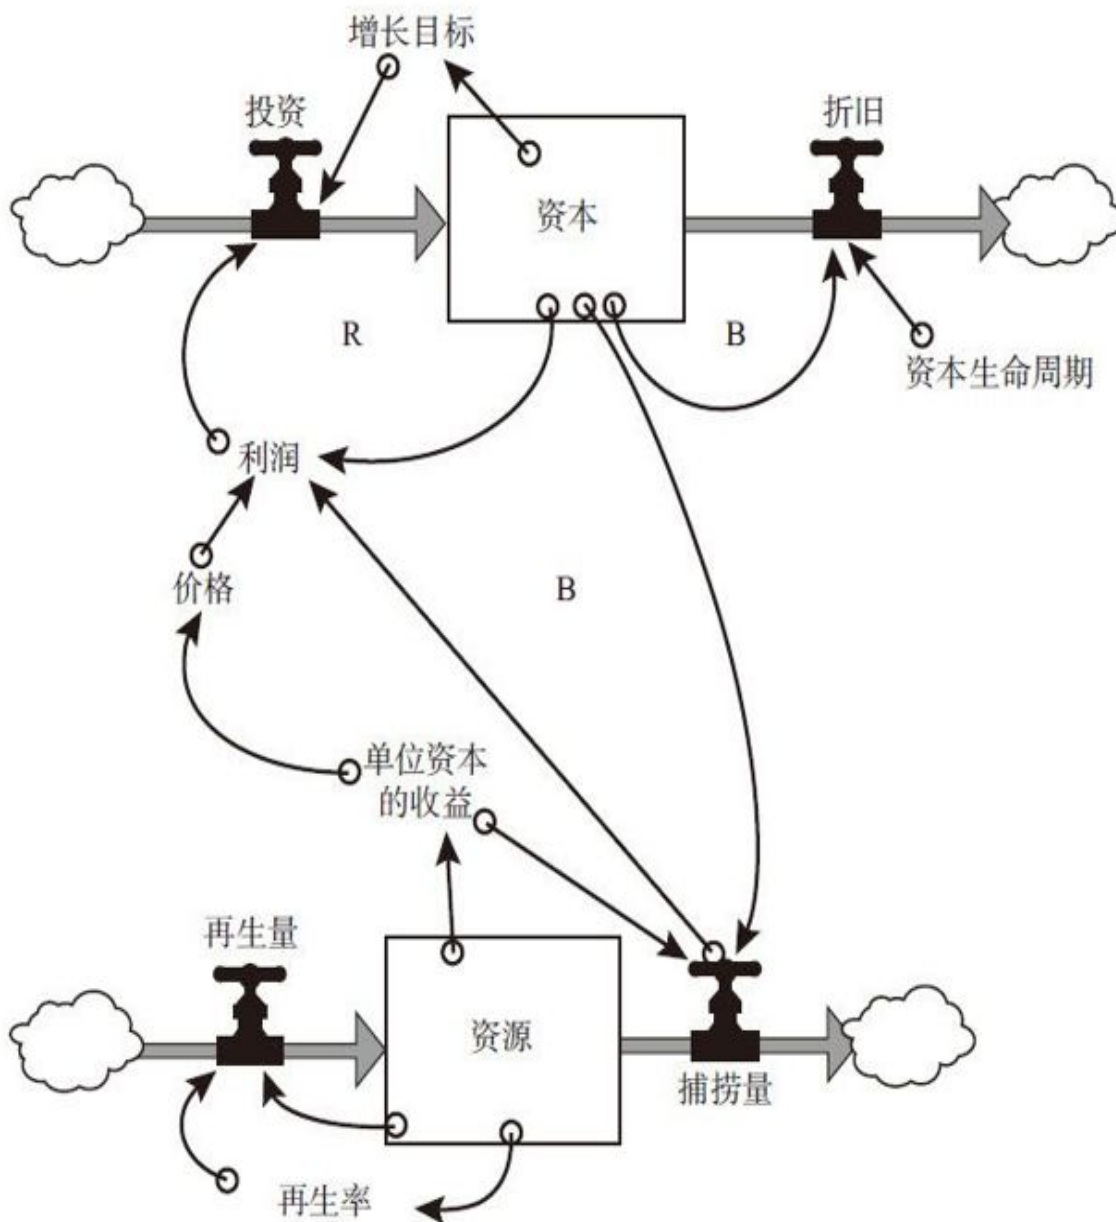 增长目标
投资
折旧
资本
R
B
资本生命周期
利润
价格
B
单位资本
的收益
再生量
资源
捕捞量
再生率